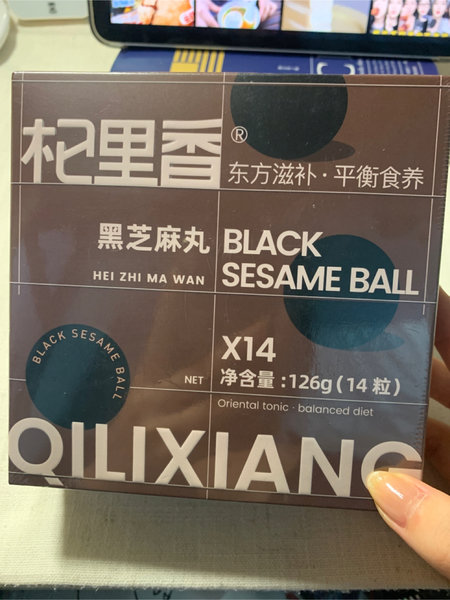 杞里香®
东方滋补·平衡食养
黑芝麻丸
HEI ZHI MA WAN
BLACK
SESAME BALL
BLACK SESAME BALL
X14
NET
净含量:126g(14粒)
Oriental tonic · balanced diet
QILIXIANG